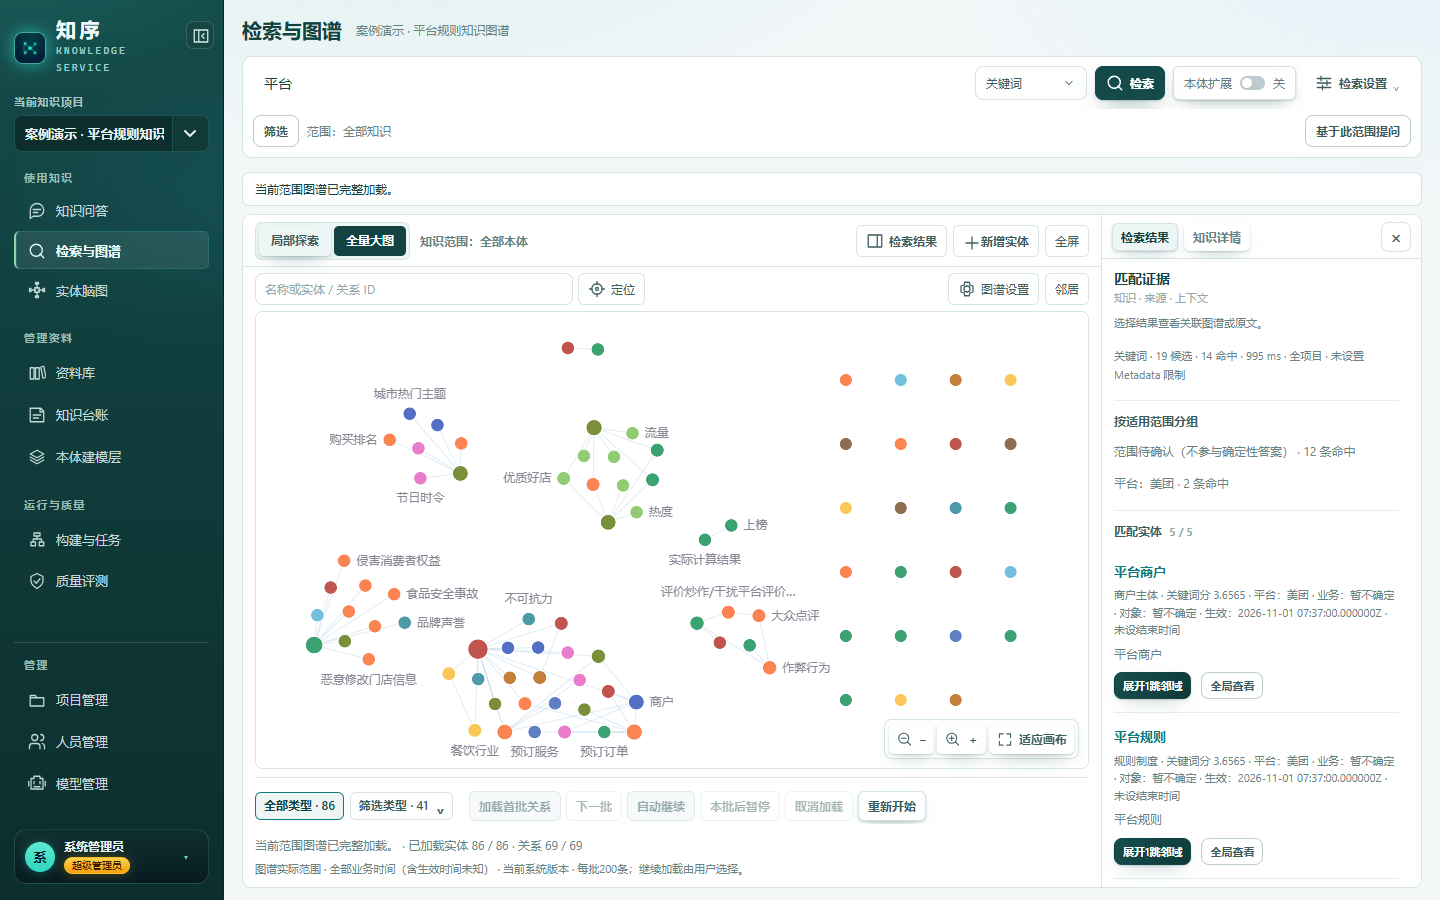 知序
KNOWLEDGE
SERVICE
当前知识项目
案例演示 · 平台规则知识
使用知识
知识问答
检索与图谱
实体脑图
管理资料
资料库
知识台账
本体建模层
运行与质量
构建与任务
质量评测
管理
项目管理
人员管理
模型管理
系
系统管理员
超级管理员
检索与图谱
案例演示 · 平台规则知识图谱
平台
关键词
检索
本体扩展
关
检索设置
筛选
范围：全部知识
基于此范围提问
当前范围图谱已完整加载。
局部探索
全量大图
知识范围：全部本体
检索结果
新增实体
全屏
名称或实体 / 关系 ID
定位
图谱设置
邻居
城市热门主题
购买排名
节日时令
流量
优质好店
热度
上榜
实际计算结果
侵害消费者权益
食品安全事故
品牌声誉
恶意修改门店信息
不可抗力
评价炒作/干扰平台评价...
大众点评
作弊行为
商户
餐饮行业
预订服务
预订订单
−
+
适应画布
全部类型 · 86
筛选类型 · 41
加载首批关系
下一批
自动继续
本批后暂停
取消加载
重新开始
当前范围图谱已完整加载。 · 已加载实体 86 / 86 · 关系 69 / 69
图谱实际范围 · 全部业务时间（含生效时间未知） · 当前系统版本 · 每批200条；继续加载由用户选择。
检索结果
知识详情
×
匹配证据
知识 · 来源 · 上下文
选择结果查看关联图谱或原文。
关键词 · 19 候选 · 14 命中 · 995 ms · 全项目 · 未设置
Metadata 限制
按适用范围分组
范围待确认（不参与确定性答案） · 12 条命中
平台：美团 · 2 条命中
匹配实体 5 / 5
平台商户
商户主体 · 关键词分 3.6565 · 平台：美团 · 业务：暂不确定
· 对象：暂不确定 · 生效：2026-11-01 07:37:00.000000Z ·
未设结束时间
平台商户
展开1跳邻域
全局查看
平台规则
规则制度 · 关键词分 3.6565 · 平台：美团 · 业务：暂不确定
· 对象：暂不确定 · 生效：2026-11-01 07:37:00.000000Z ·
未设结束时间
平台规则
展开1跳邻域
全局查看